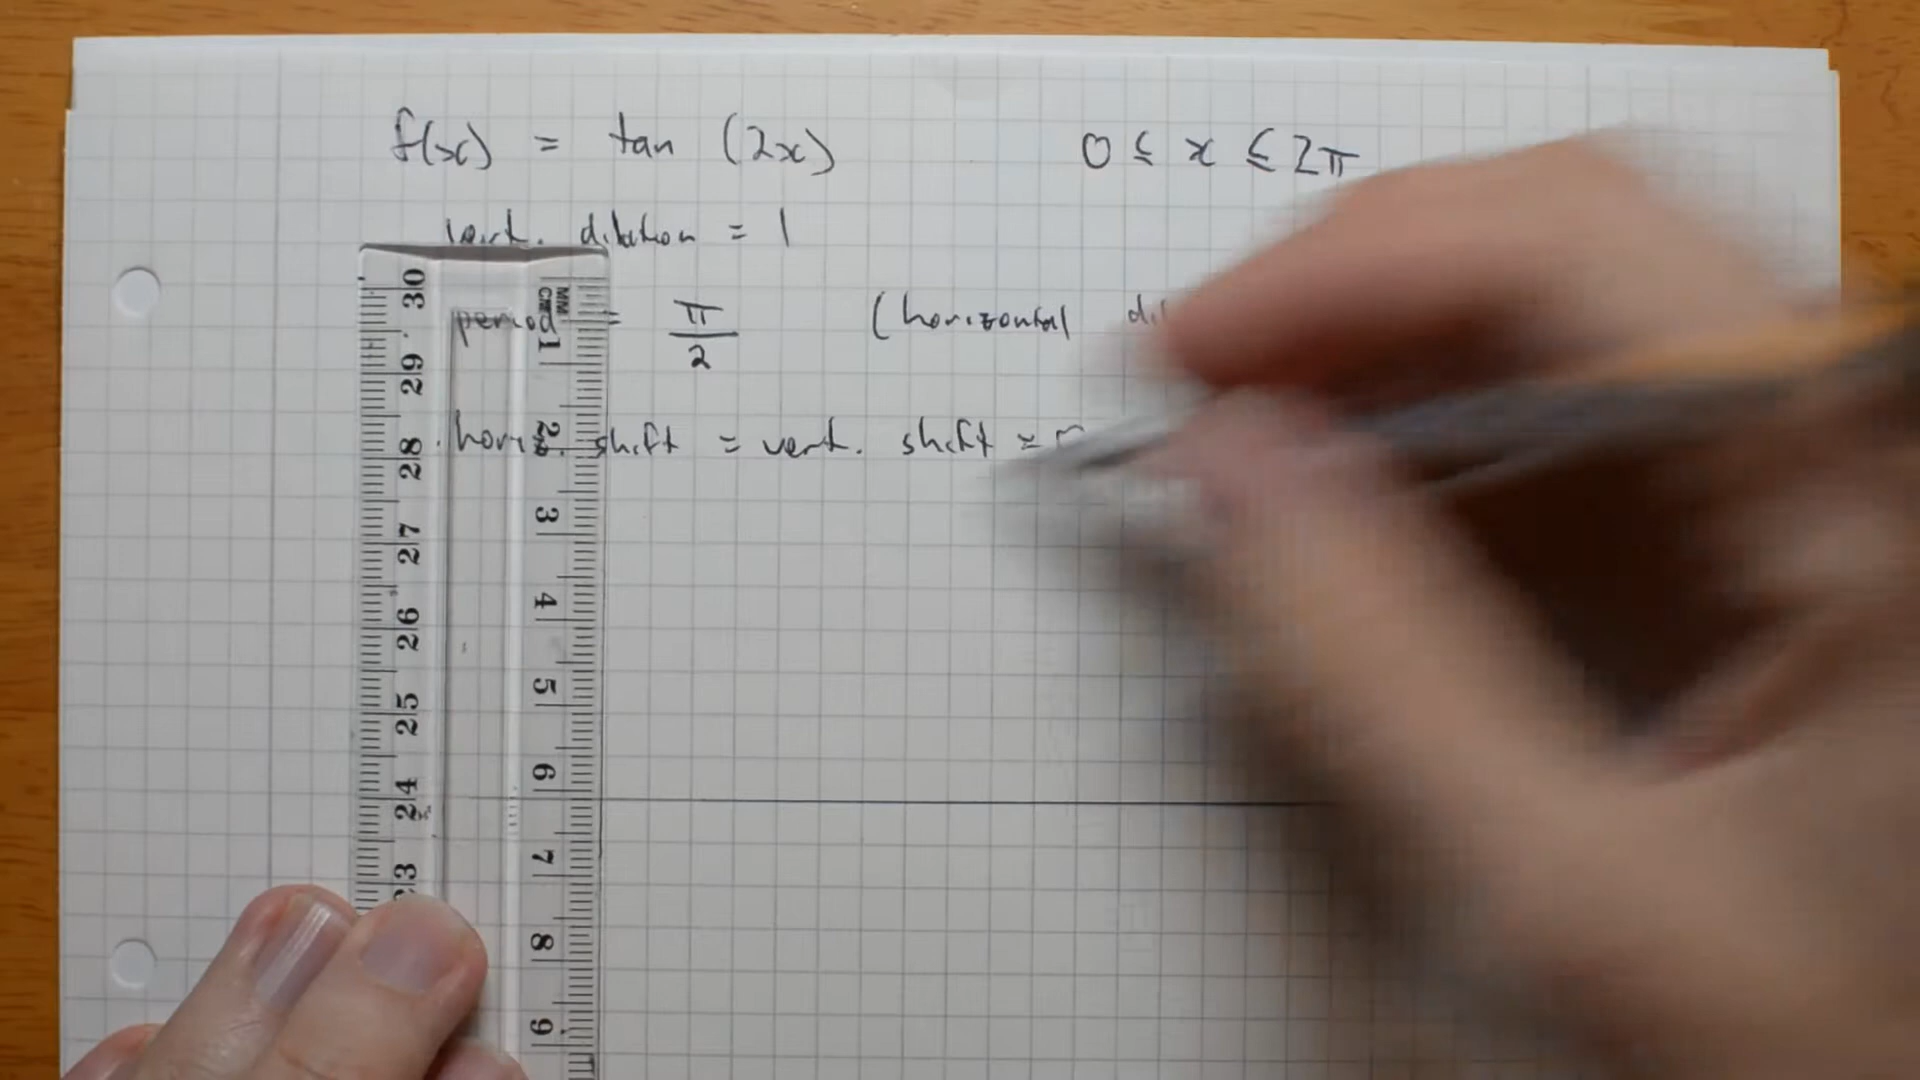 f(x) = tan (2x) 0 ≤ x ≤ 2π
vert. dilation = 1
period = π/2 (horizontal
horiz. shift = vert. shift =
30 29 28 27 26 25 24 23
MM
CM 1 2 3 4 5 6 7 8 9